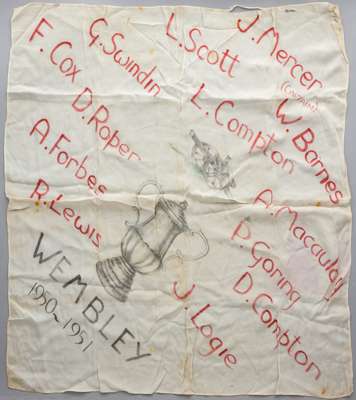 J. Mercer
(CAPTAIN)
L. Scott
G. Swindin
F. Cox
W. Barnes
L. Compton
D. Roper
A. Forbes
A. Macaulay
R. Lewis
P. Goring
D. Compton
J. Logie
WEMBLEY
1950~1951